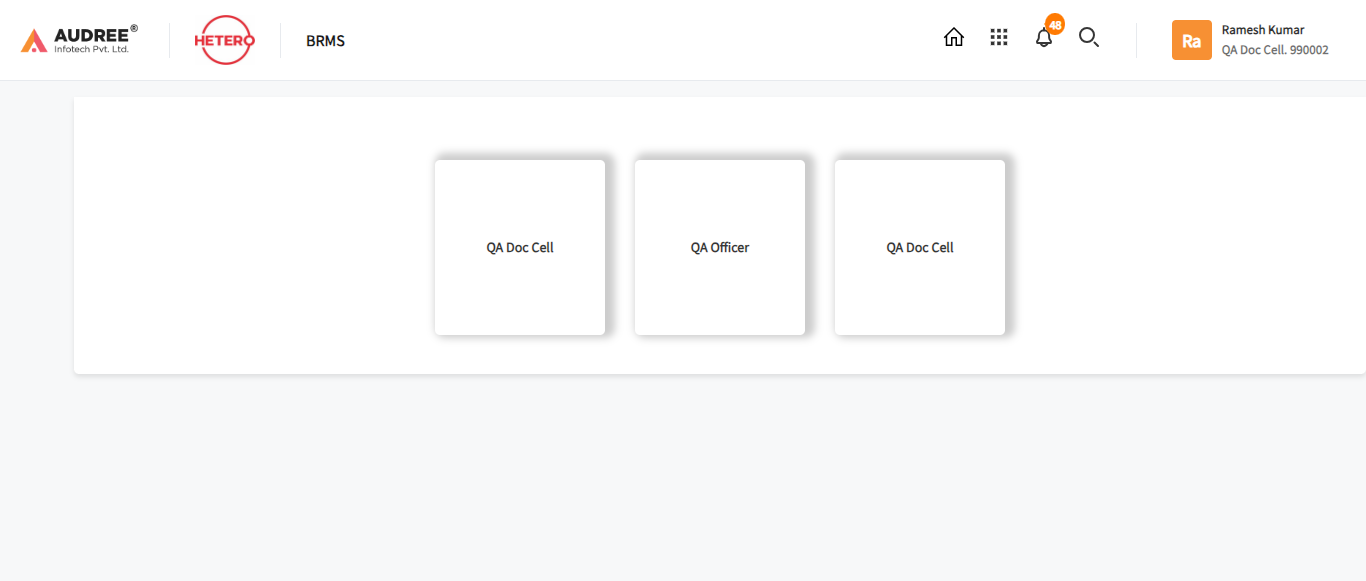 AUDREE®
Infotech Pvt. Ltd.
HETERO
BRMS
48
Ra
Ramesh Kumar
QA Doc Cell. 990002
QA Doc Cell
QA Officer
QA Doc Cell